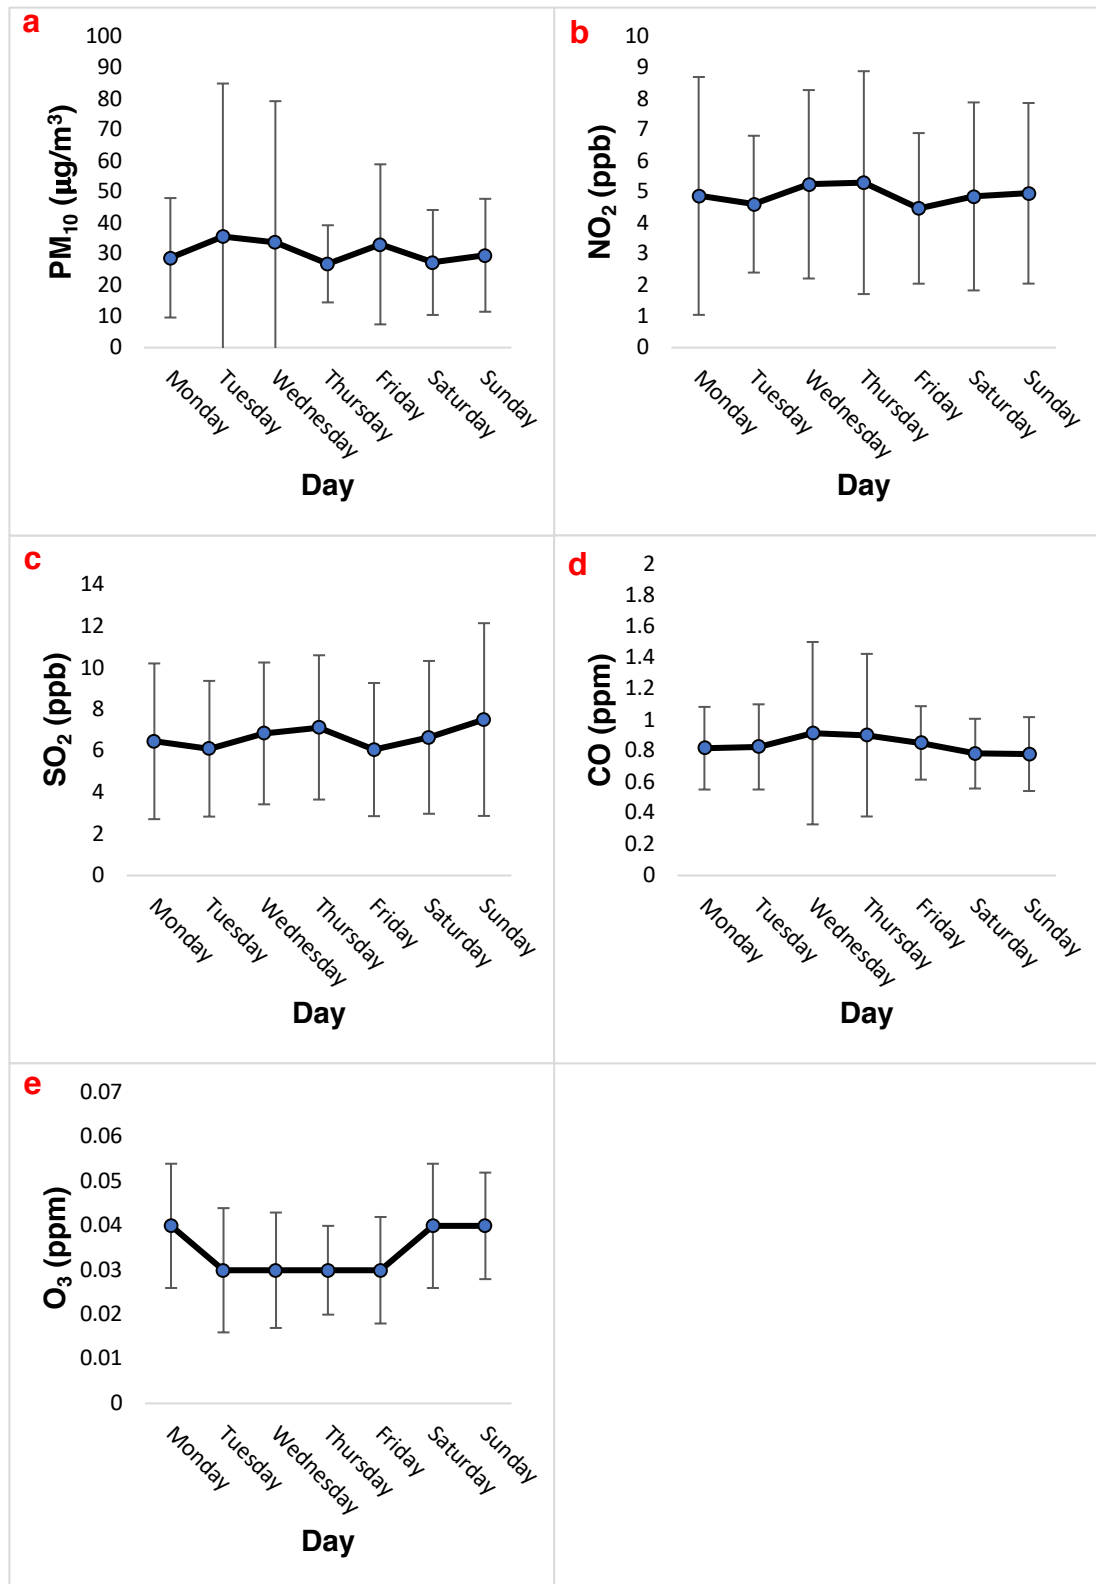 a
100
90
80
70
60
50
40
30
20
10
0
PM₁₀ (µg/m³)
Monday
Tuesday
Wednesday
Thursday
Friday
Saturday
Sunday
Day
b
10
9
8
7
6
5
4
3
2
1
0
NO₂ (ppb)
Monday
Tuesday
Wednesday
Thursday
Friday
Saturday
Sunday
Day
c
14
12
10
8
6
4
2
0
SO₂ (ppb)
Monday
Tuesday
Wednesday
Thursday
Friday
Saturday
Sunday
Day
d
2
1.8
1.6
1.4
1.2
1
0.8
0.6
0.4
0.2
0
CO (ppm)
Monday
Tuesday
Wednesday
Thursday
Friday
Saturday
Sunday
Day
e
0.07
0.06
0.05
0.04
0.03
0.02
0.01
0
O₃ (ppm)
Monday
Tuesday
Wednesday
Thursday
Friday
Saturday
Sunday
Day